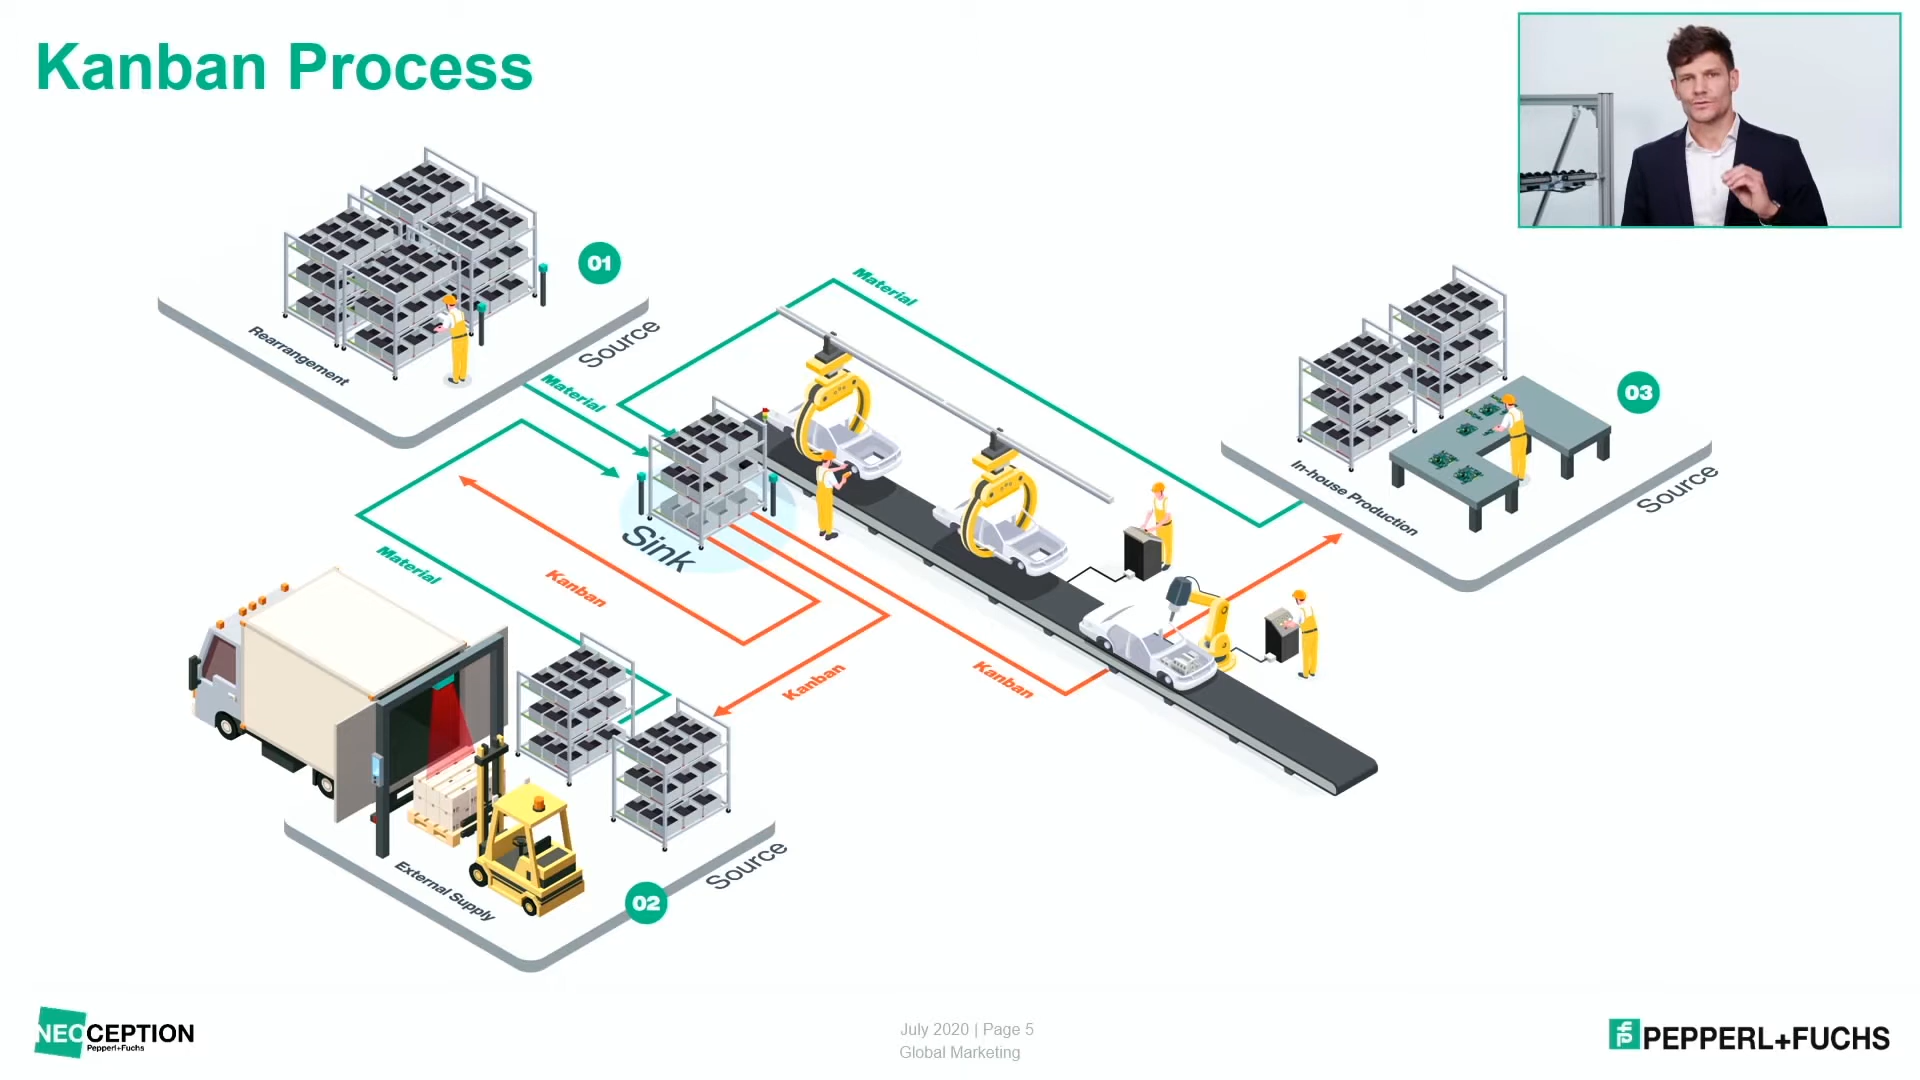 Kanban Process
01
Rearrangement
Source
Material
Material
Sink
03
In-house Production
Source
Material
Kanban
Kanban
Kanban
External Supply
Source
02
NEOCEPTION
Pepperl+Fuchs
July 2020 | Page 5
Global Marketing
PEPPERL+FUCHS